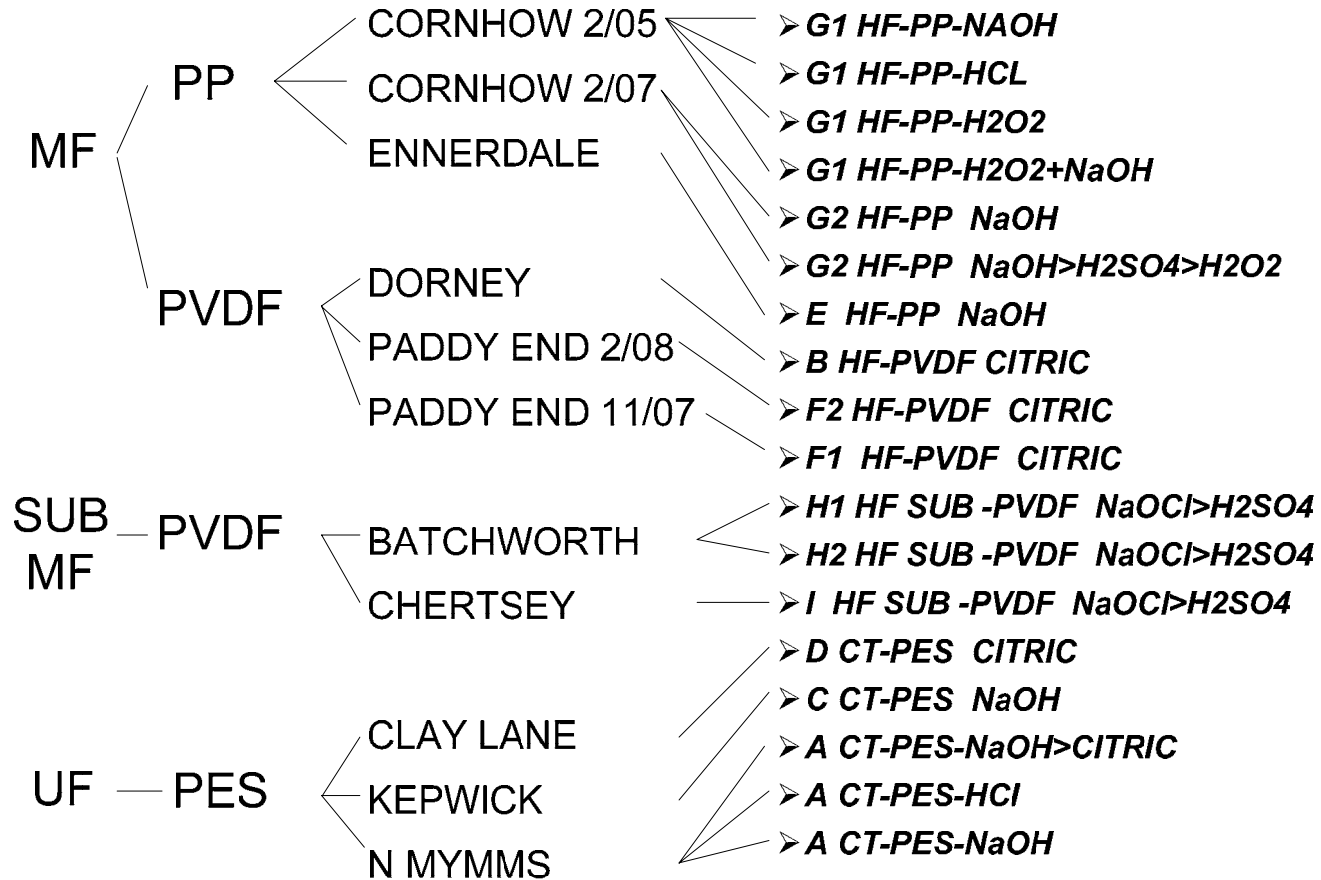 MF
PP
CORNHOW 2/05
CORNHOW 2/07
ENNERDALE
PVDF
DORNEY
PADDY END 2/08
PADDY END 11/07
SUB
MF
PVDF
BATCHWORTH
CHERTSEY
UF
PES
CLAY LANE
KEPWICK
N MYMMS
G1 HF-PP-NAOH
G1 HF-PP-HCL
G1 HF-PP-H2O2
G1 HF-PP-H2O2+NaOH
G2 HF-PP NaOH
G2 HF-PP NaOH>H2SO4>H2O2
E HF-PP NaOH
B HF-PVDF CITRIC
F2 HF-PVDF CITRIC
F1 HF-PVDF CITRIC
H1 HF SUB -PVDF NaOCl>H2SO4
H2 HF SUB -PVDF NaOCl>H2SO4
I HF SUB -PVDF NaOCl>H2SO4
D CT-PES CITRIC
C CT-PES NaOH
A CT-PES-NaOH>CITRIC
A CT-PES-HCl
A CT-PES-NaOH